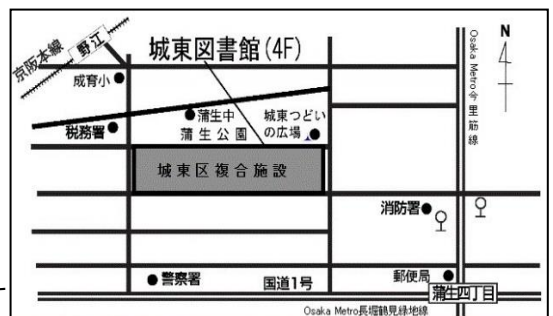 京阪本線
野江
城東図書館(4F)
N
Osaka Metro今里筋線
成育小
税務署
蒲生中
蒲生公園
城東つどい
の広場
城東区複合施設
消防署
警察署
国道1号
郵便局
蒲生四丁目
Osaka Metro長堀鶴見緑地線